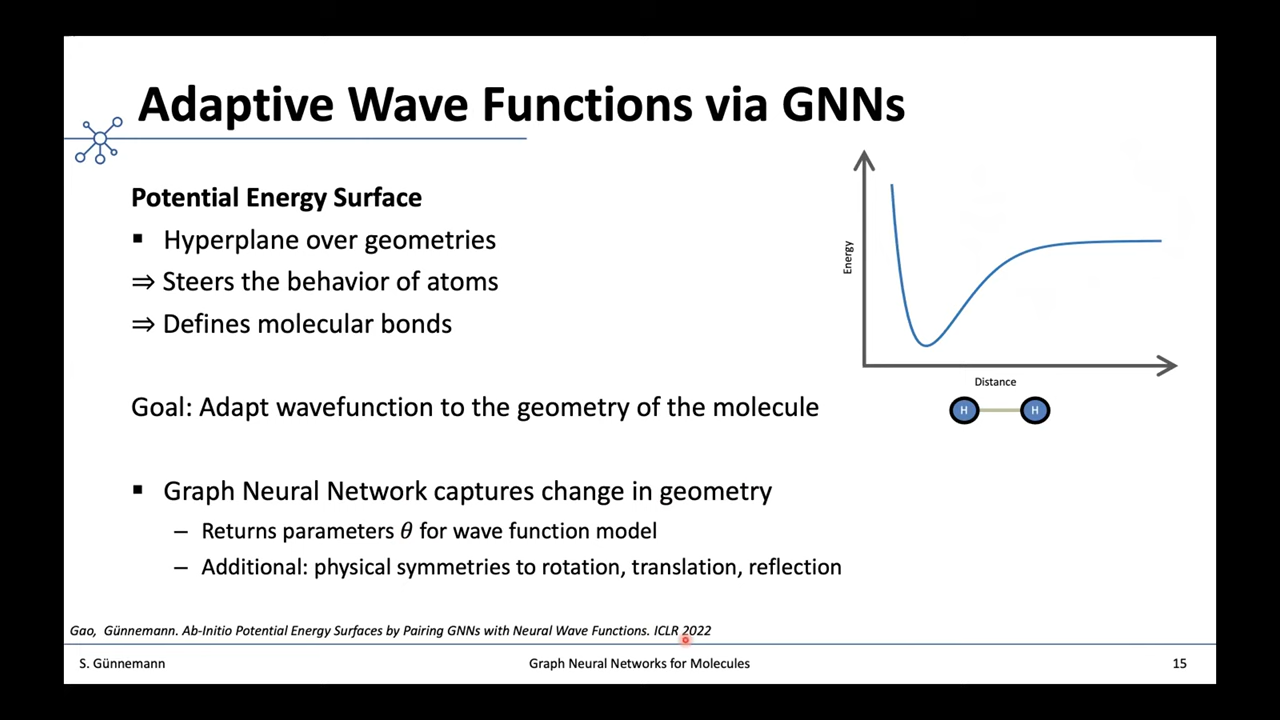 Adaptive Wave Functions via GNNs
Potential Energy Surface
▪ Hyperplane over geometries
⇒ Steers the behavior of atoms
⇒ Defines molecular bonds
Energy
Distance
H H
Goal: Adapt wavefunction to the geometry of the molecule
▪ Graph Neural Network captures change in geometry
– Returns parameters θ for wave function model
– Additional: physical symmetries to rotation, translation, reflection
Gao, Günnemann. Ab-Initio Potential Energy Surfaces by Pairing GNNs with Neural Wave Functions. ICLR 2022
S. Günnemann
Graph Neural Networks for Molecules
15